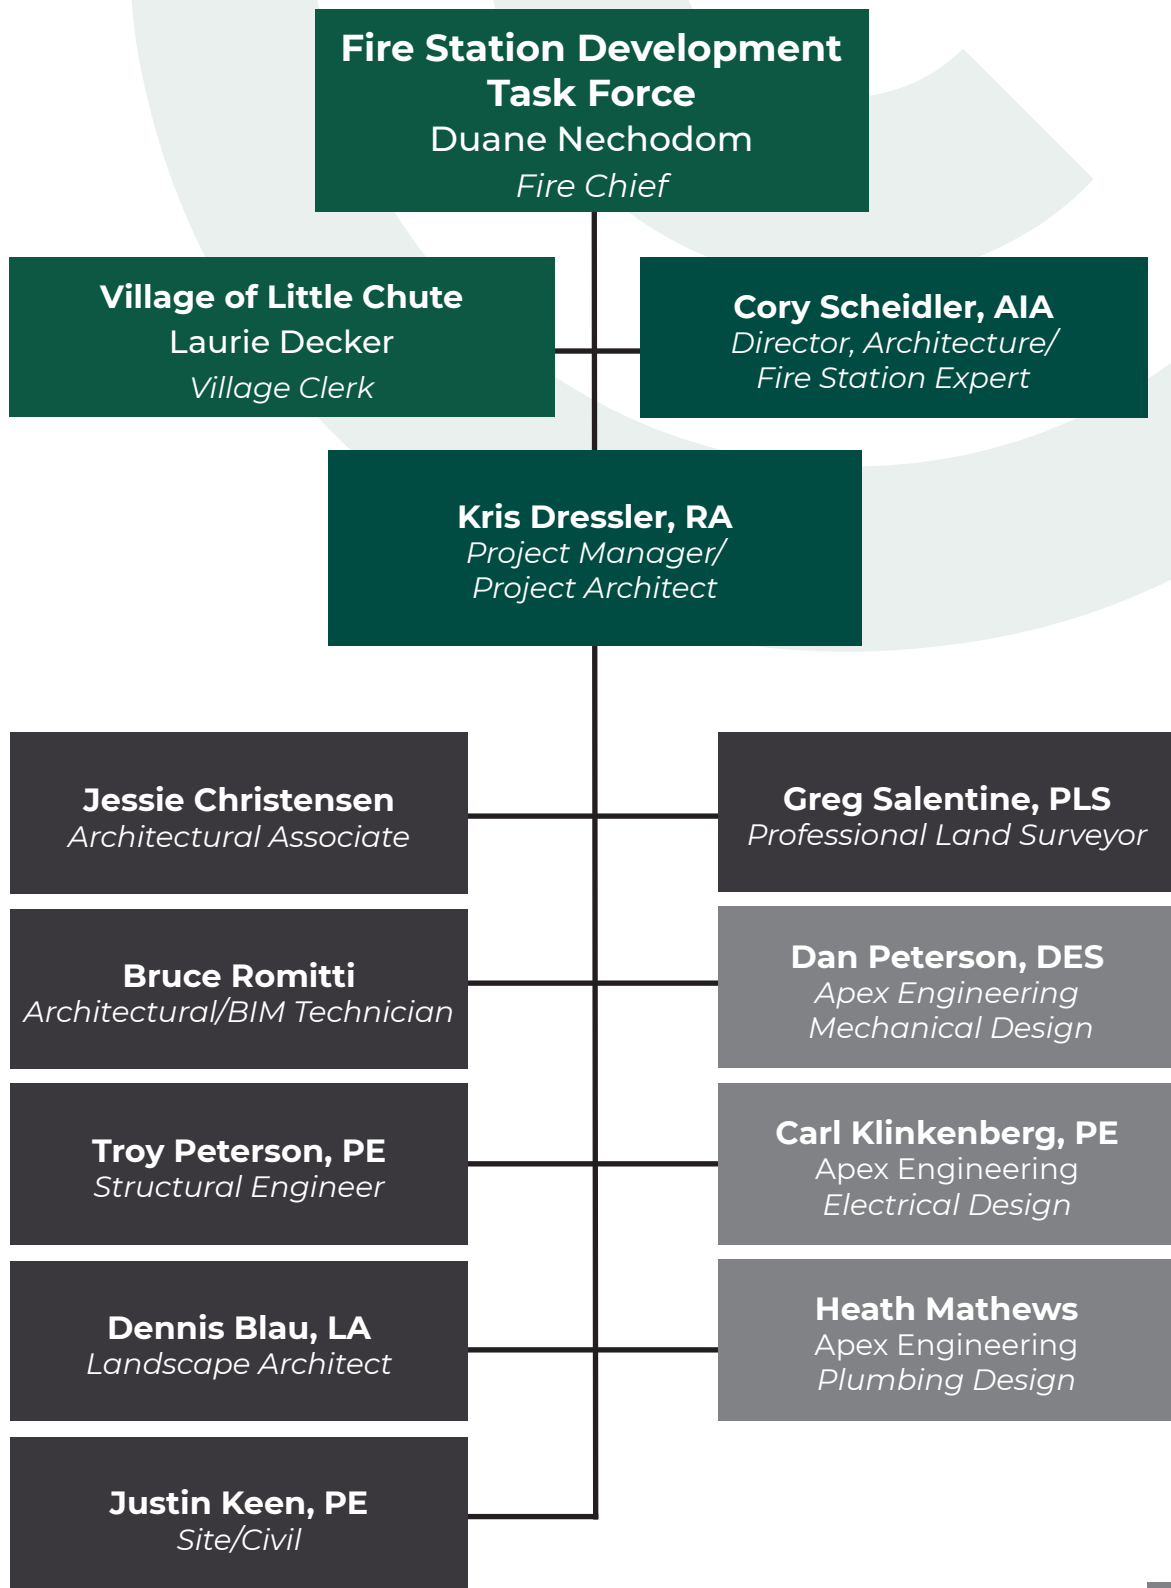 Fire Station Development
Task Force
Duane Nechodom
Fire Chief
Village of Little Chute
Laurie Decker
Village Clerk
Cory Scheidler, AIA
Director, Architecture/
Fire Station Expert
Kris Dressler, RA
Project Manager/
Project Architect
Jessie Christensen
Architectural Associate
Greg Salentine, PLS
Professional Land Surveyor
Bruce Romitti
Architectural/BIM Technician
Dan Peterson, DES
Apex Engineering
Mechanical Design
Troy Peterson, PE
Structural Engineer
Carl Klinkenberg, PE
Apex Engineering
Electrical Design
Dennis Blau, LA
Landscape Architect
Heath Mathews
Apex Engineering
Plumbing Design
Justin Keen, PE
Site/Civil